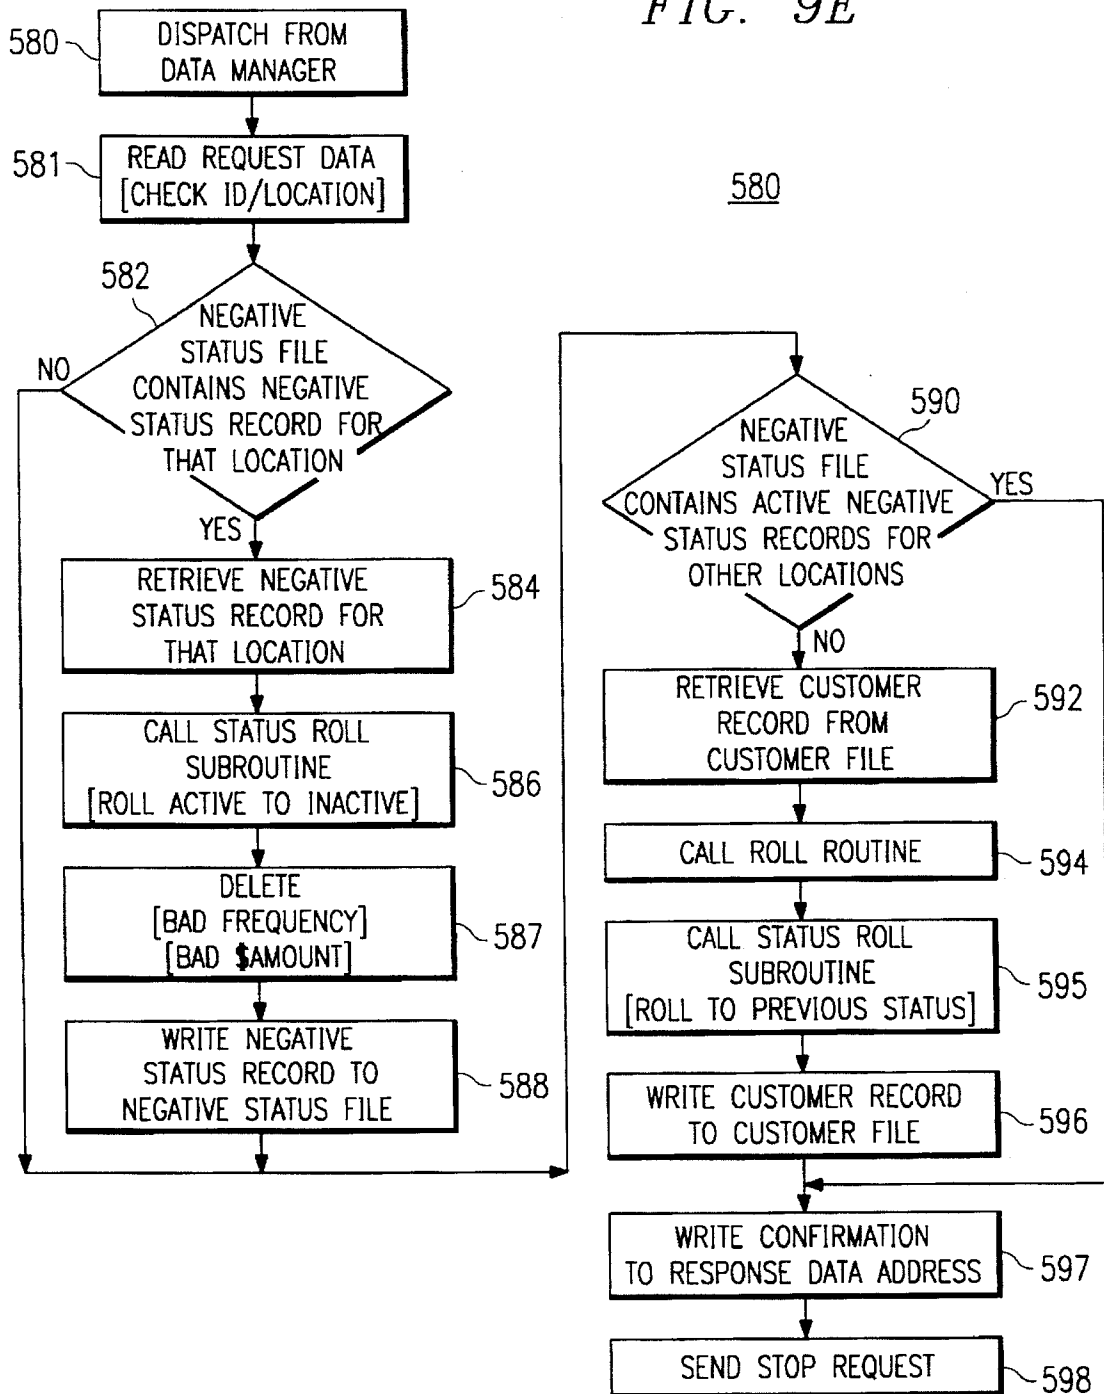 FIG. 9E
580
DISPATCH FROM
DATA MANAGER
581
READ REQUEST DATA
[CHECK ID/LOCATION]
580
582
NEGATIVE
STATUS FILE
CONTAINS NEGATIVE
STATUS RECORD FOR
THAT LOCATION
NO
YES
RETRIEVE NEGATIVE
STATUS RECORD FOR
THAT LOCATION
584
CALL STATUS ROLL
SUBROUTINE
[ROLL ACTIVE TO INACTIVE]
586
DELETE
[BAD FREQUENCY]
[BAD $AMOUNT]
587
WRITE NEGATIVE
STATUS RECORD TO
NEGATIVE STATUS FILE
588
590
NEGATIVE
STATUS FILE
CONTAINS ACTIVE NEGATIVE
STATUS RECORDS FOR
OTHER LOCATIONS
YES
NO
RETRIEVE CUSTOMER
RECORD FROM
CUSTOMER FILE
592
CALL ROLL ROUTINE
594
CALL STATUS ROLL
SUBROUTINE
[ROLL TO PREVIOUS STATUS]
595
WRITE CUSTOMER RECORD
TO CUSTOMER FILE
596
WRITE CONFIRMATION
TO RESPONSE DATA ADDRESS
597
SEND STOP REQUEST
598